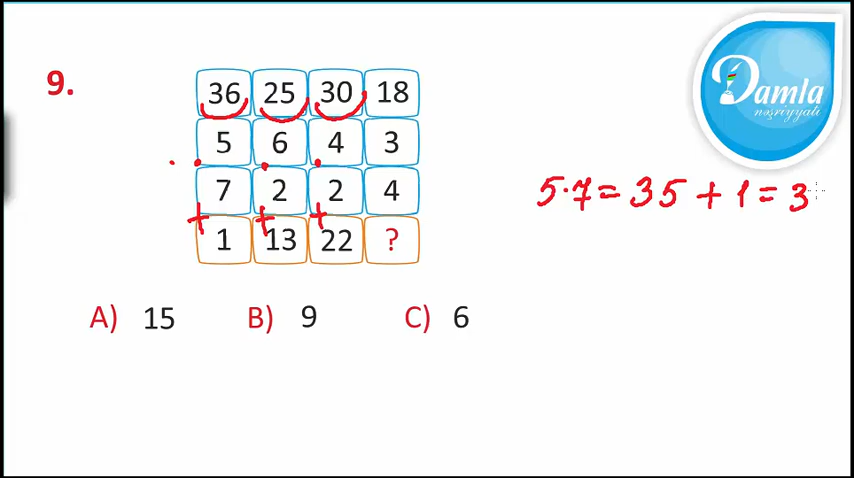 9.
36 25 30 18
5 6 4 3
7 2 2 4
1 13 22 ?
A) 15 B) 9 C) 6
Damla
nəşriyyatı
5·7=35+1=3